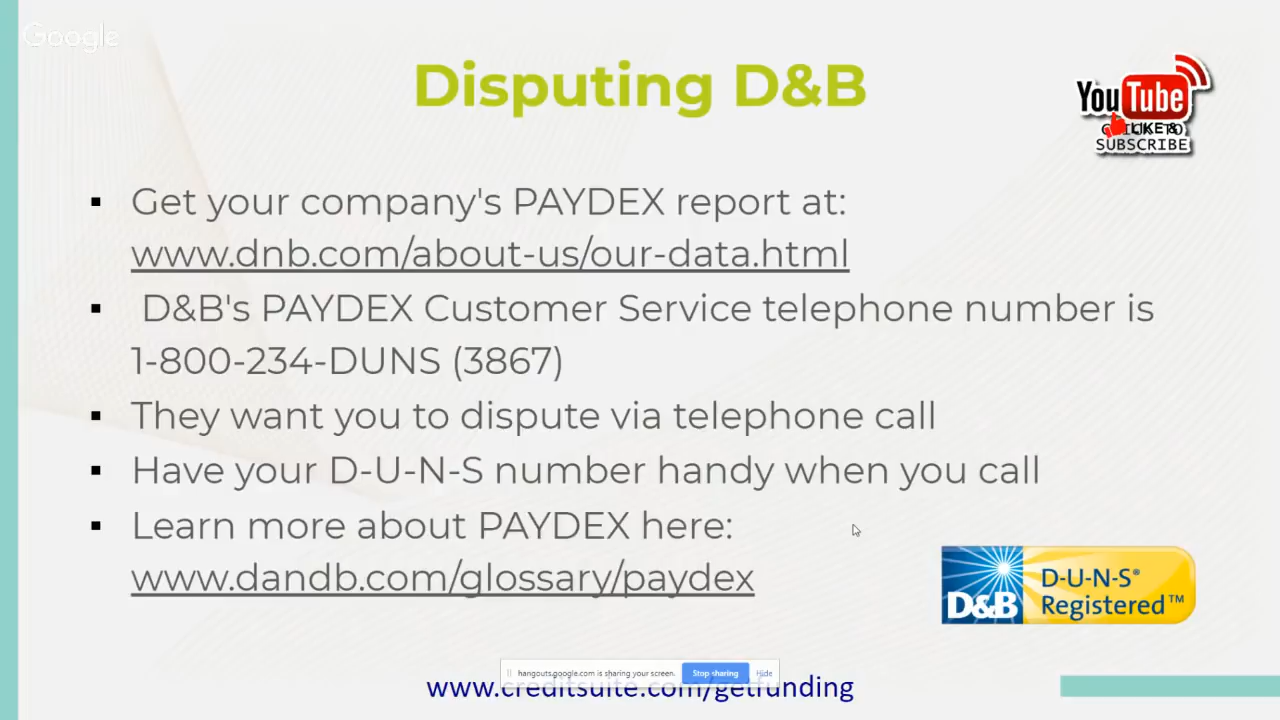 Google
Disputing D&B
YouTube
LIKE &
SUBSCRIBE
▪ Get your company's PAYDEX report at:
www.dnb.com/about-us/our-data.html
▪ D&B's PAYDEX Customer Service telephone number is
1-800-234-DUNS (3867)
▪ They want you to dispute via telephone call
▪ Have your D-U-N-S number handy when you call
▪ Learn more about PAYDEX here:
www.dandb.com/glossary/paydex
D&B
D-U-N-S®
Registered™
hangouts.google.com is sharing your screen. Stop sharing Hide
www.creditsuite.com/getfunding